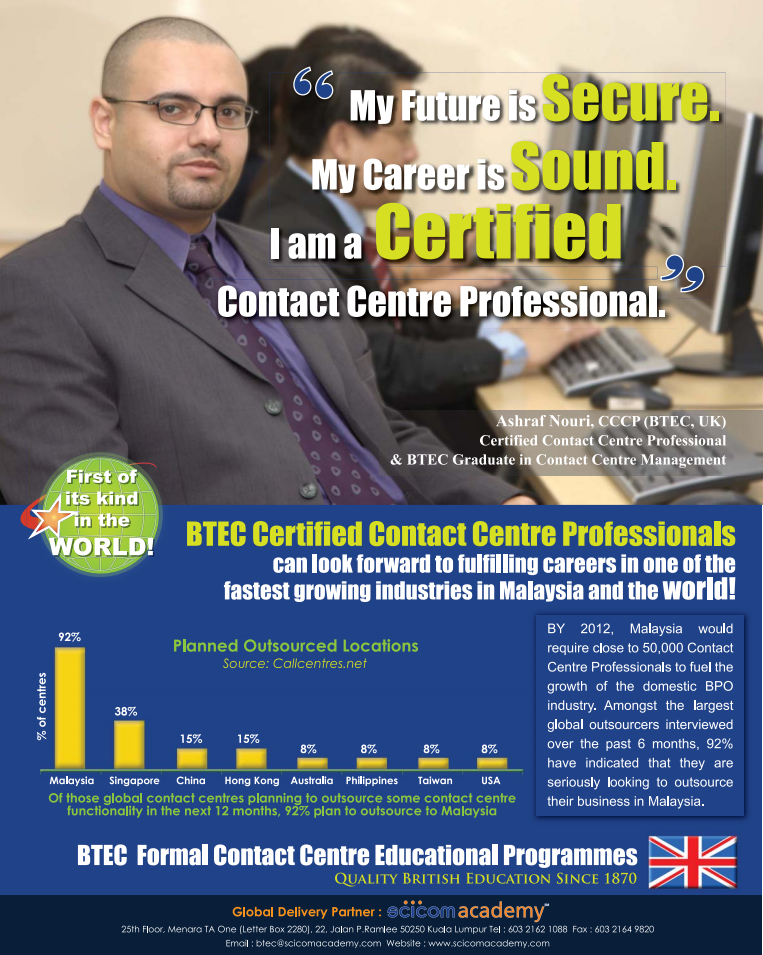 “ My Future is Secure.
My Career is Sound.
I am a Certified
Contact Centre Professional. ”
Ashraf Nouri, CCCP (BTEC, UK)
Certified Contact Centre Professional
& BTEC Graduate in Contact Centre Management
First of
its kind
in the
WORLD!
BTEC Certified Contact Centre Professionals
can look forward to fulfilling careers in one of the
fastest growing industries in Malaysia and the world!
Planned Outsourced Locations
Source: Callcentres.net
% of centres
92%
38%
15%
15%
8%
8%
8%
8%
Malaysia Singapore China Hong Kong Australia Philippines Taiwan USA
Of those global contact centres planning to outsource some contact centre
functionality in the next 12 months, 92% plan to outsource to Malaysia
BY 2012, Malaysia would
require close to 50,000 Contact
Centre Professionals to fuel the
growth of the domestic BPO
industry. Amongst the largest
global outsourcers interviewed
over the past 6 months, 92%
have indicated that they are
seriously looking to outsource
their business in Malaysia.
BTEC Formal Contact Centre Educational Programmes
Quality British Education Since 1870
Global Delivery Partner : scicom academy™
25th Floor, Menara TA One (Letter Box 2280), 22, Jalan P.Ramlee 50250 Kuala Lumpur Tel : 603 2162 1088 Fax : 603 2164 9820
Email : btec@scicomacademy.com Website : www.scicomacademy.com